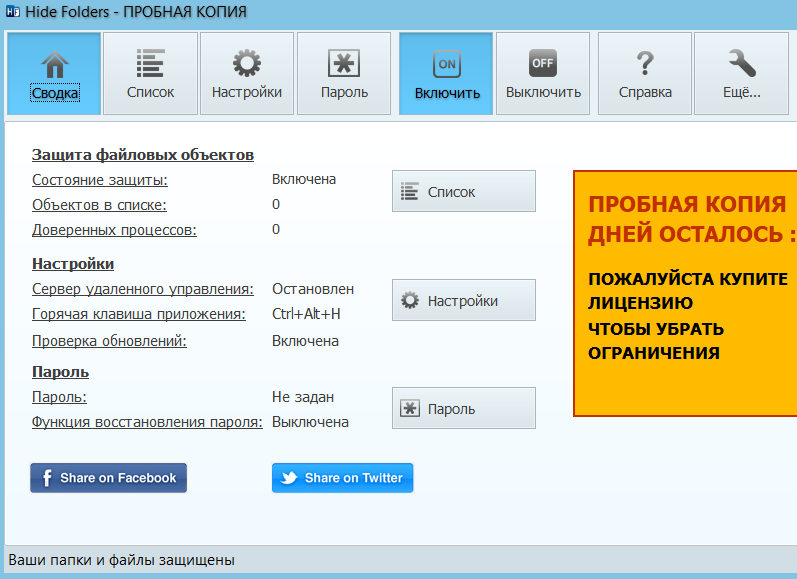 Hide Folders - ПРОБНАЯ КОПИЯ
Сводка Список Настройки Пароль ON Включить OFF Выключить Справка Ещё...
Защита файловых объектов
Состояние защиты: Включена
Объектов в списке: 0
Доверенных процессов: 0
Список
Настройки
Сервер удаленного управления: Остановлен
Горячая клавиша приложения: Ctrl+Alt+H
Проверка обновлений: Включена
Настройки
Пароль
Пароль: Не задан
Функция восстановления пароля: Выключена
Пароль
ПРОБНАЯ КОПИЯ
ДНЕЙ ОСТАЛОСЬ :
ПОЖАЛУЙСТА КУПИТЕ
ЛИЦЕНЗИЮ
ЧТОБЫ УБРАТЬ
ОГРАНИЧЕНИЯ
Share on Facebook Share on Twitter
Ваши папки и файлы защищены